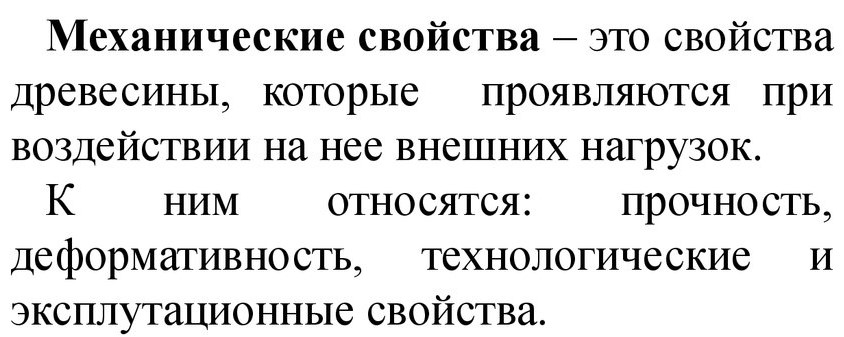 Механические свойства – это свойства
древесины, которые проявляются при
воздействии на нее внешних нагрузок.
К ним относятся: прочность,
деформативность, технологические и
эксплутационные свойства.